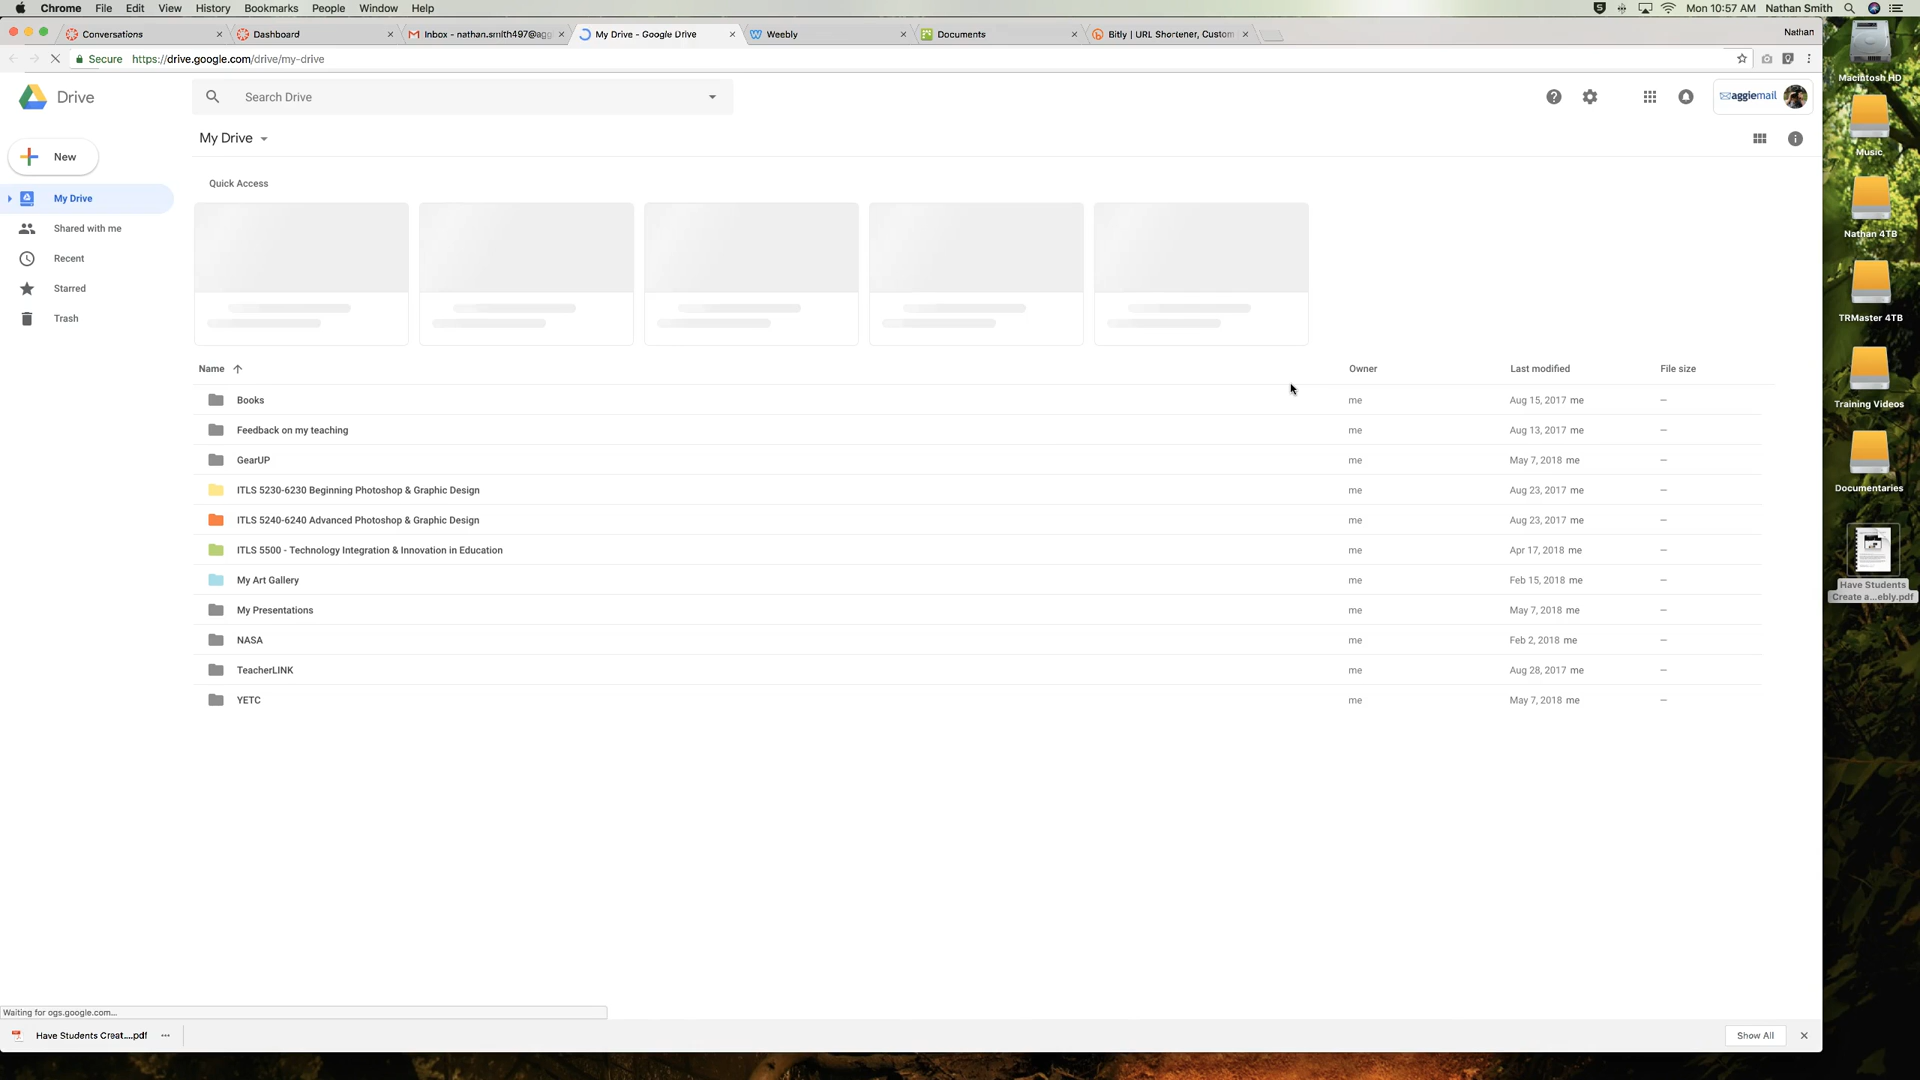 Chrome File Edit View History Bookmarks People Window Help Mon 10:57 AM Nathan Smith
Conversations Dashboard Inbox - nathan.smith497@agg My Drive - Google Drive Weebly Documents Bitly | URL Shortener, Custom Nathan
Secure https://drive.google.com/drive/my-drive
Drive Search Drive aggiemail
My Drive
New
My Drive
Shared with me
Recent
Starred
Trash
Quick Access
Name Owner Last modified File size
Books me Aug 15, 2017 me –
Feedback on my teaching me Aug 13, 2017 me –
GearUP me May 7, 2018 me –
ITLS 5230-6230 Beginning Photoshop & Graphic Design me Aug 23, 2017 me –
ITLS 5240-6240 Advanced Photoshop & Graphic Design me Aug 23, 2017 me –
ITLS 5500 - Technology Integration & Innovation in Education me Apr 17, 2018 me –
My Art Gallery me Feb 15, 2018 me –
My Presentations me May 7, 2018 me –
NASA me Feb 2, 2018 me –
TeacherLINK me Aug 28, 2017 me –
YETC me May 7, 2018 me –
Waiting for ogs.google.com...
Have Students Creat....pdf Show All
Macintosh HD
Music
Nathan 4TB
TRMaster 4TB
Training Videos
Documentaries
Have Students
Create a...ebly.pdf